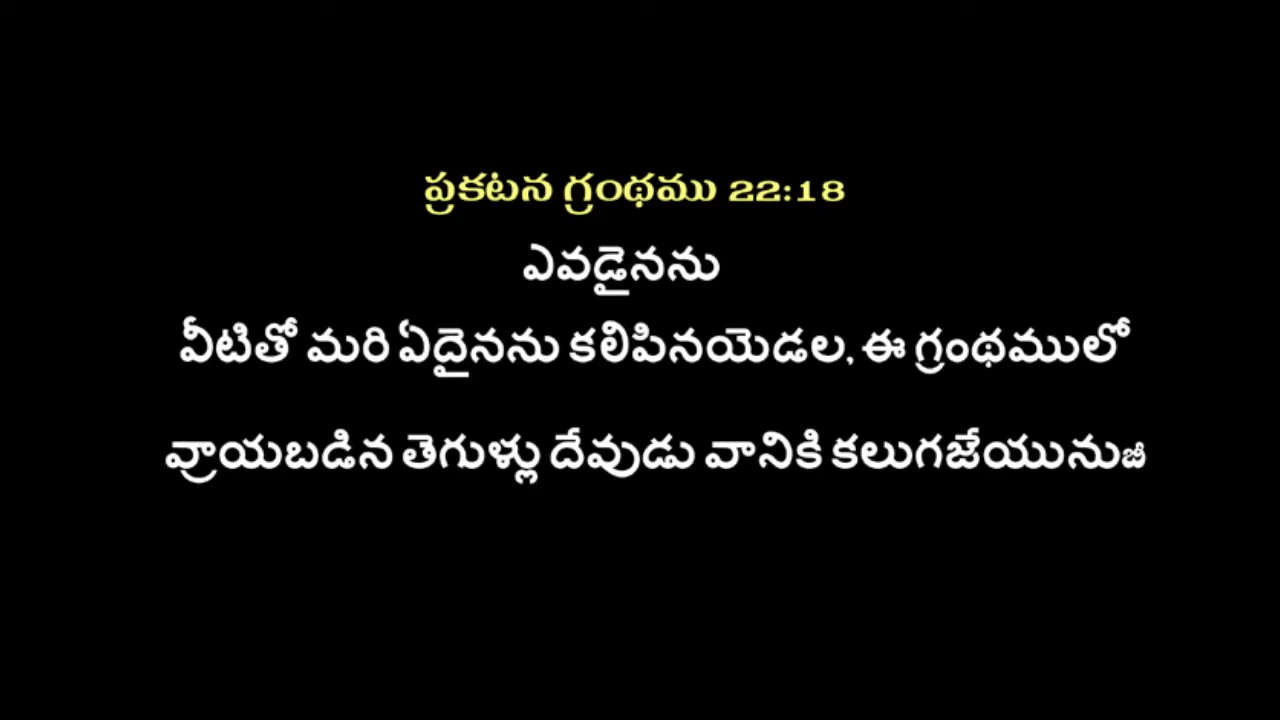 ప్రకటన గ్రంథము 22:18
ఎవడైనను
వీటితో మరి ఏదైనను కలిపినయెడల, ఈ గ్రంథములో
వ్రాయబడిన తెగుళ్లు దేవుడు వానికి కలుగజేయునుజీ